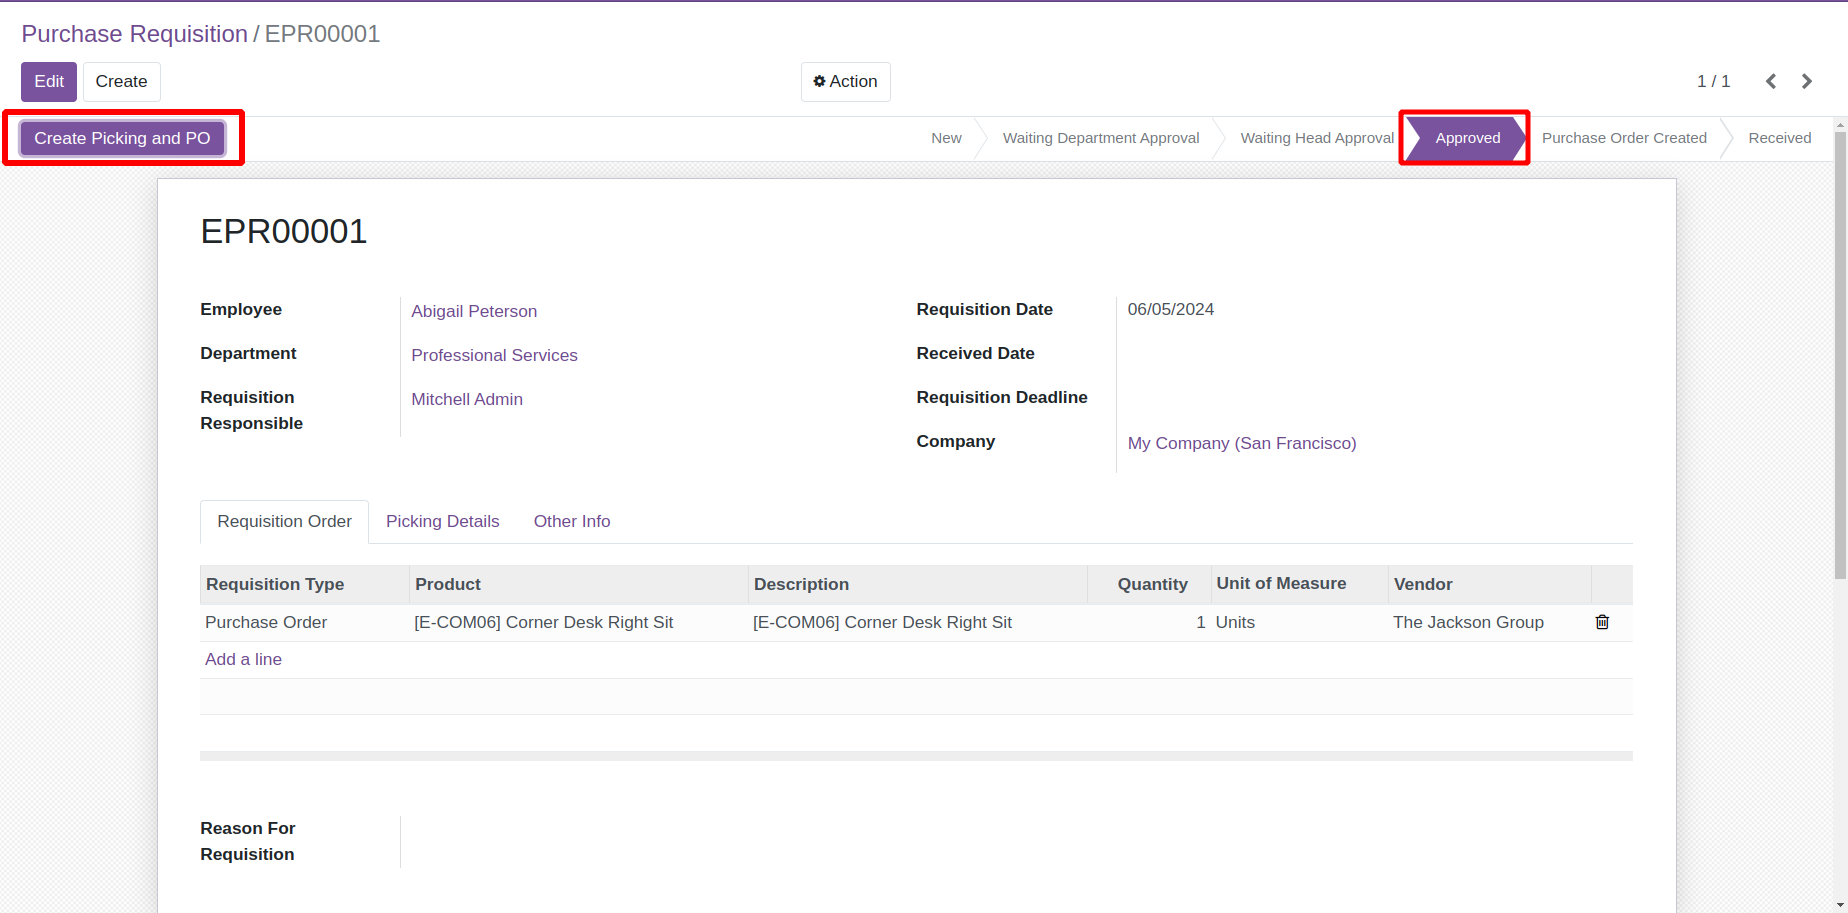 Purchase Requisition / EPR00001
Edit Create Action 1 / 1
Create Picking and PO New Waiting Department Approval Waiting Head Approval Approved Purchase Order Created Received
EPR00001
Employee Abigail Peterson Requisition Date 06/05/2024
Department Professional Services Received Date
Requisition Mitchell Admin Requisition Deadline
Responsible
Company My Company (San Francisco)
Requisition Order Picking Details Other Info
Requisition Type Product Description Quantity Unit of Measure Vendor
Purchase Order [E-COM06] Corner Desk Right Sit [E-COM06] Corner Desk Right Sit 1 Units The Jackson Group
Add a line
Reason For
Requisition